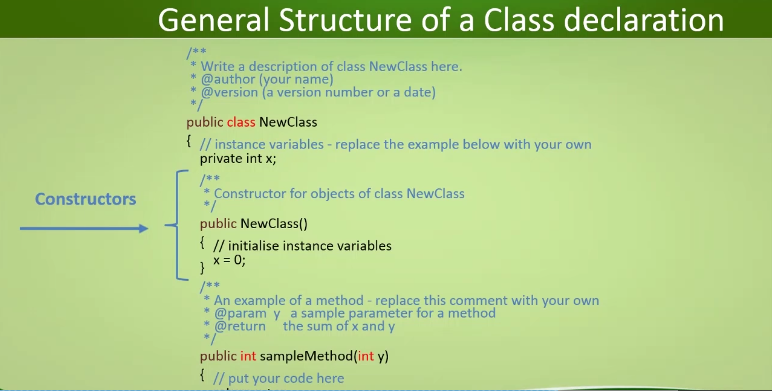 General Structure of a Class declaration
/**
* Write a description of class NewClass here.
* @author (your name)
* @version (a version number or a date)
*/
public class NewClass
{ // instance variables - replace the example below with your own
private int x;
/**
* Constructor for objects of class NewClass
*/
Constructors
public NewClass()
{ // initialise instance variables
x = 0;
}
/**
* An example of a method - replace this comment with your own
* @param y a sample parameter for a method
* @return the sum of x and y
*/
public int sampleMethod(int y)
{ // put your code here